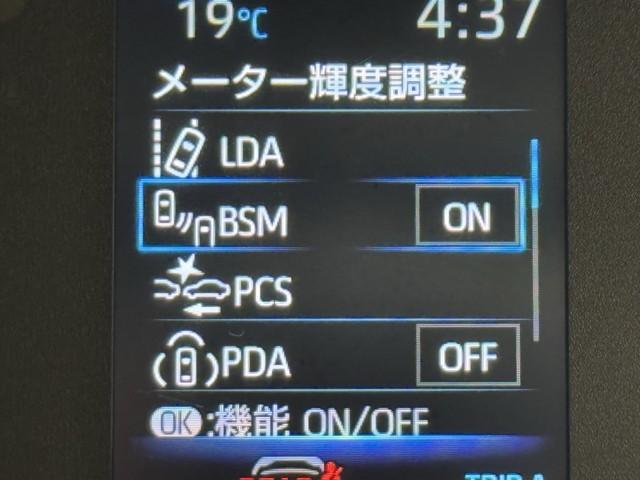 19℃ 4:37
メーター輝度調整
LDA
BSM ON
PCS
PDA OFF
OK:機能 ON/OFF
TRIP A